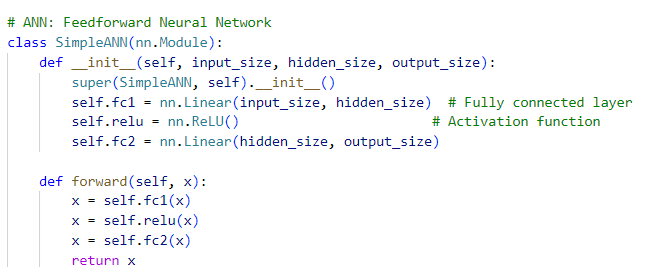 # ANN: Feedforward Neural Network
class SimpleANN(nn.Module):
    def __init__(self, input_size, hidden_size, output_size):
        super(SimpleANN, self).__init__()
        self.fc1 = nn.Linear(input_size, hidden_size)  # Fully connected layer
        self.relu = nn.ReLU()                        # Activation function
        self.fc2 = nn.Linear(hidden_size, output_size)

    def forward(self, x):
        x = self.fc1(x)
        x = self.relu(x)
        x = self.fc2(x)
        return x